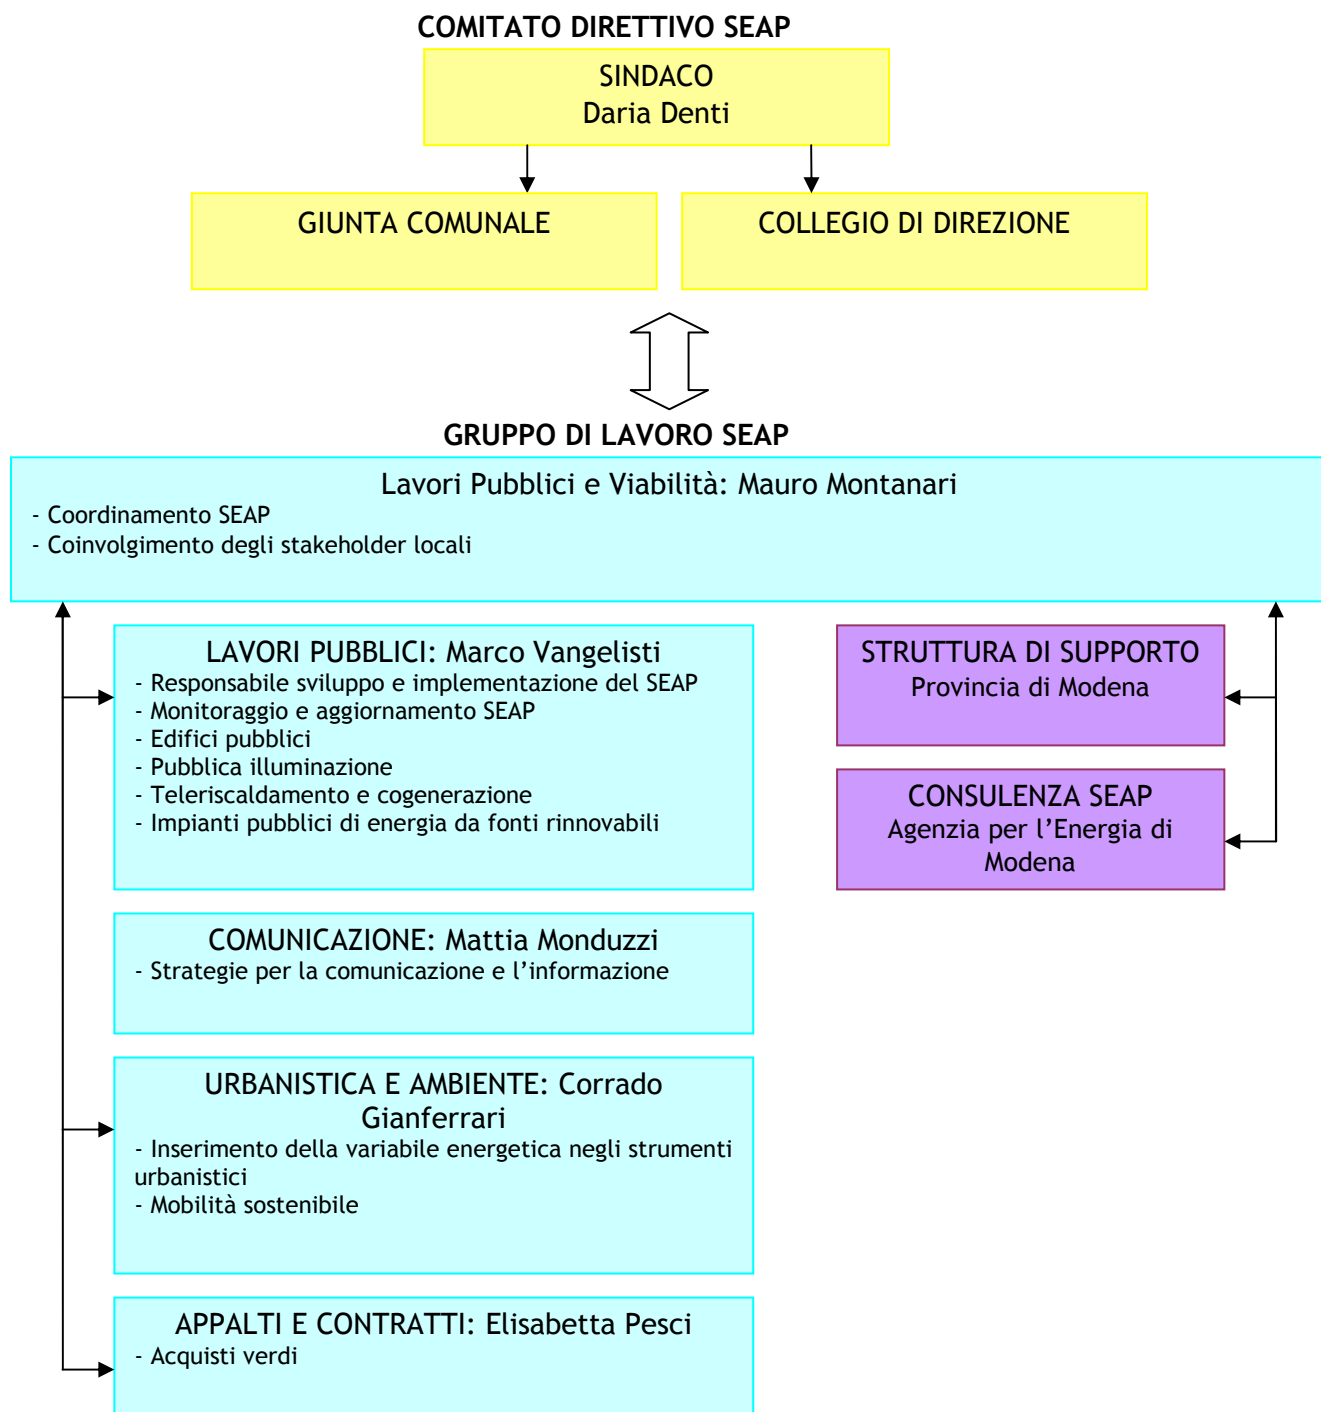 COMITATO DIRETTIVO SEAP
SINDACO
Daria Denti
GIUNTA COMUNALE
COLLEGIO DI DIREZIONE
GRUPPO DI LAVORO SEAP
Lavori Pubblici e Viabilità: Mauro Montanari
- Coordinamento SEAP
- Coinvolgimento degli stakeholder locali
LAVORI PUBBLICI: Marco Vangelisti
- Responsabile sviluppo e implementazione del SEAP
- Monitoraggio e aggiornamento SEAP
- Edifici pubblici
- Pubblica illuminazione
- Teleriscaldamento e cogenerazione
- Impianti pubblici di energia da fonti rinnovabili
STRUTTURA DI SUPPORTO
Provincia di Modena
CONSULENZA SEAP
Agenzia per l’Energia di
Modena
COMUNICAZIONE: Mattia Monduzzi
- Strategie per la comunicazione e l’informazione
URBANISTICA E AMBIENTE: Corrado
Gianferrari
- Inserimento della variabile energetica negli strumenti
urbanistici
- Mobilità sostenibile
APPALTI E CONTRATTI: Elisabetta Pesci
- Acquisti verdi